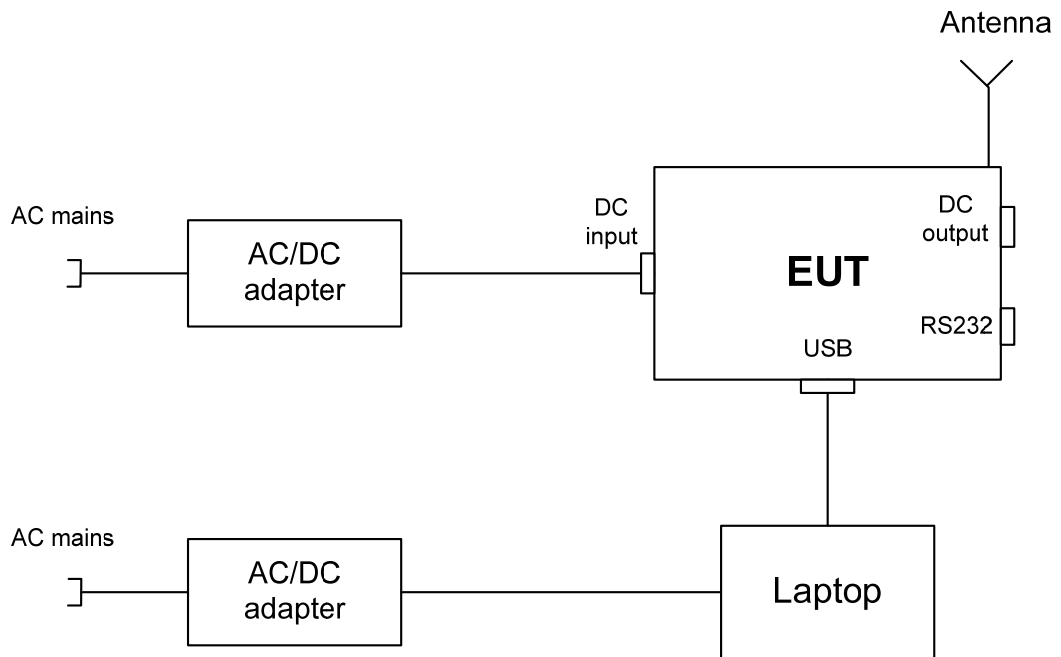 Antenna
AC mains
AC/DC
adapter
DC
input
EUT
DC
output
RS232
USB
AC mains
AC/DC
adapter
Laptop